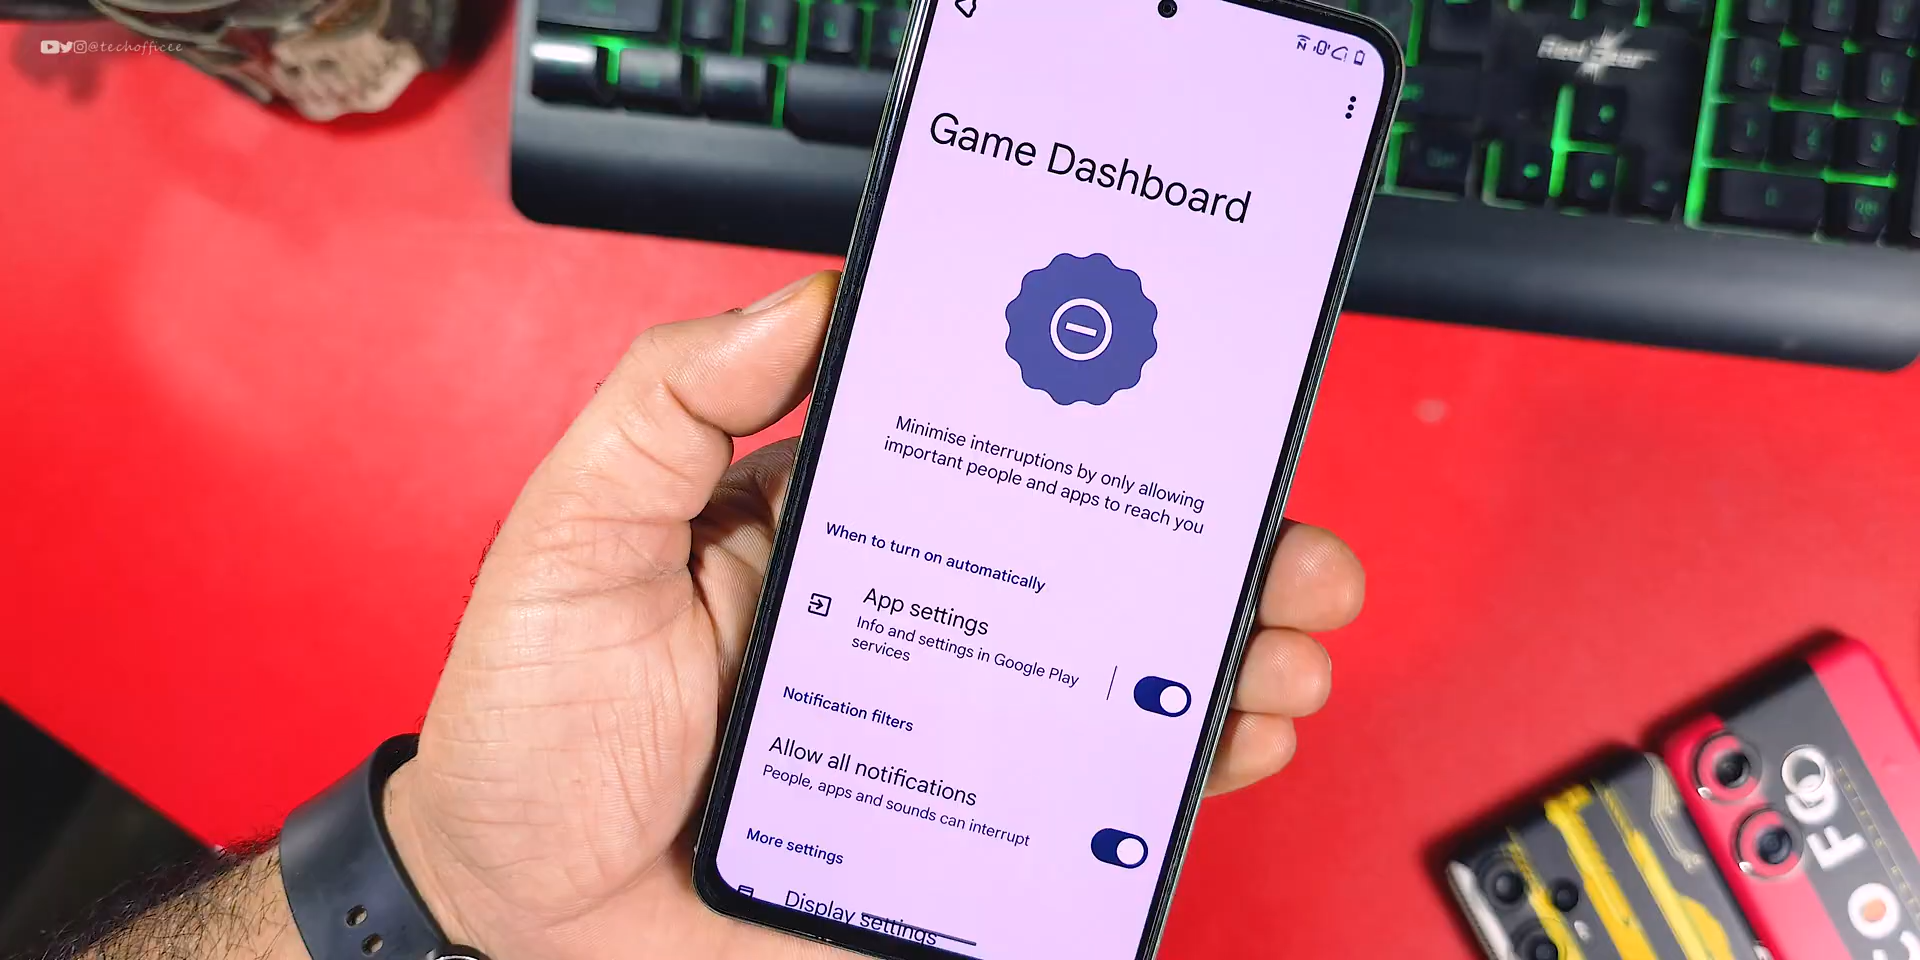 @techofficee
RedGear
Game Dashboard
Minimise interruptions by only allowing
important people and apps to reach you
When to turn on automatically
App settings
Info and settings in Google Play
services
Notification filters
Allow all notifications
People, apps and sounds can interrupt
More settings
Display settings